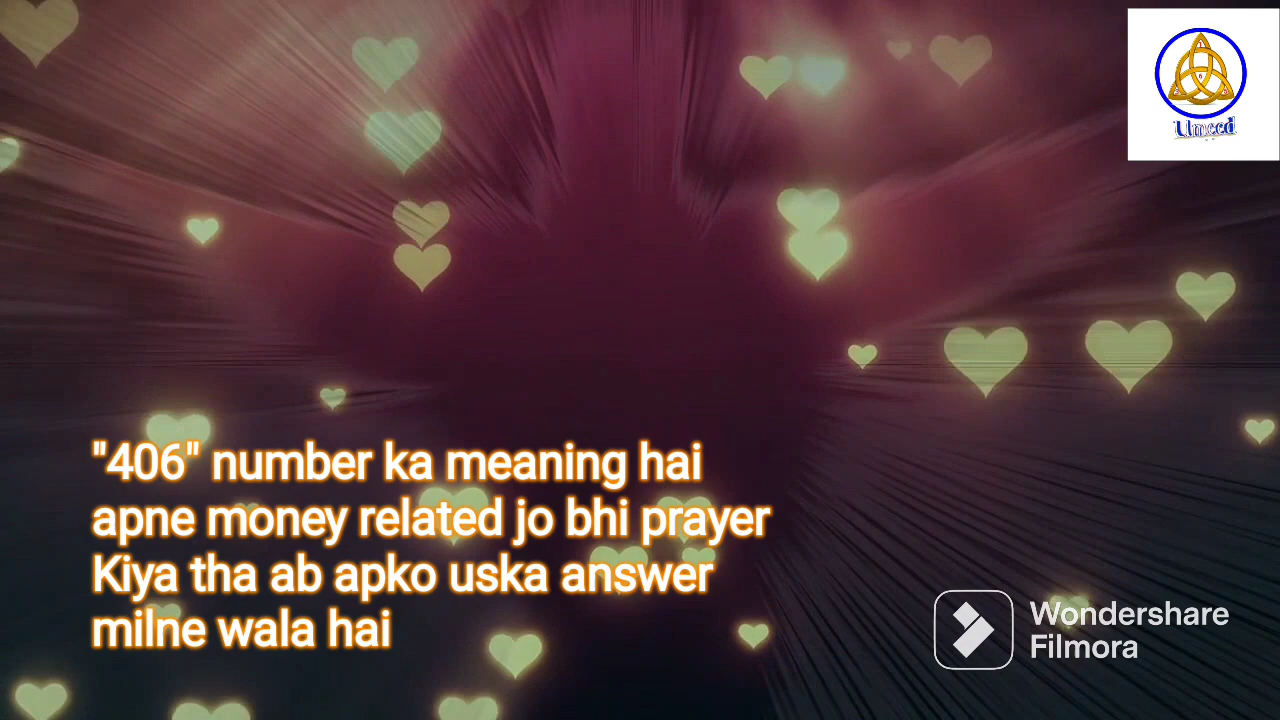 Umeed
"406" number ka meaning hai
apne money related jo bhi prayer
Kiya tha ab apko uska answer
milne wala hai
Wondershare
Filmora